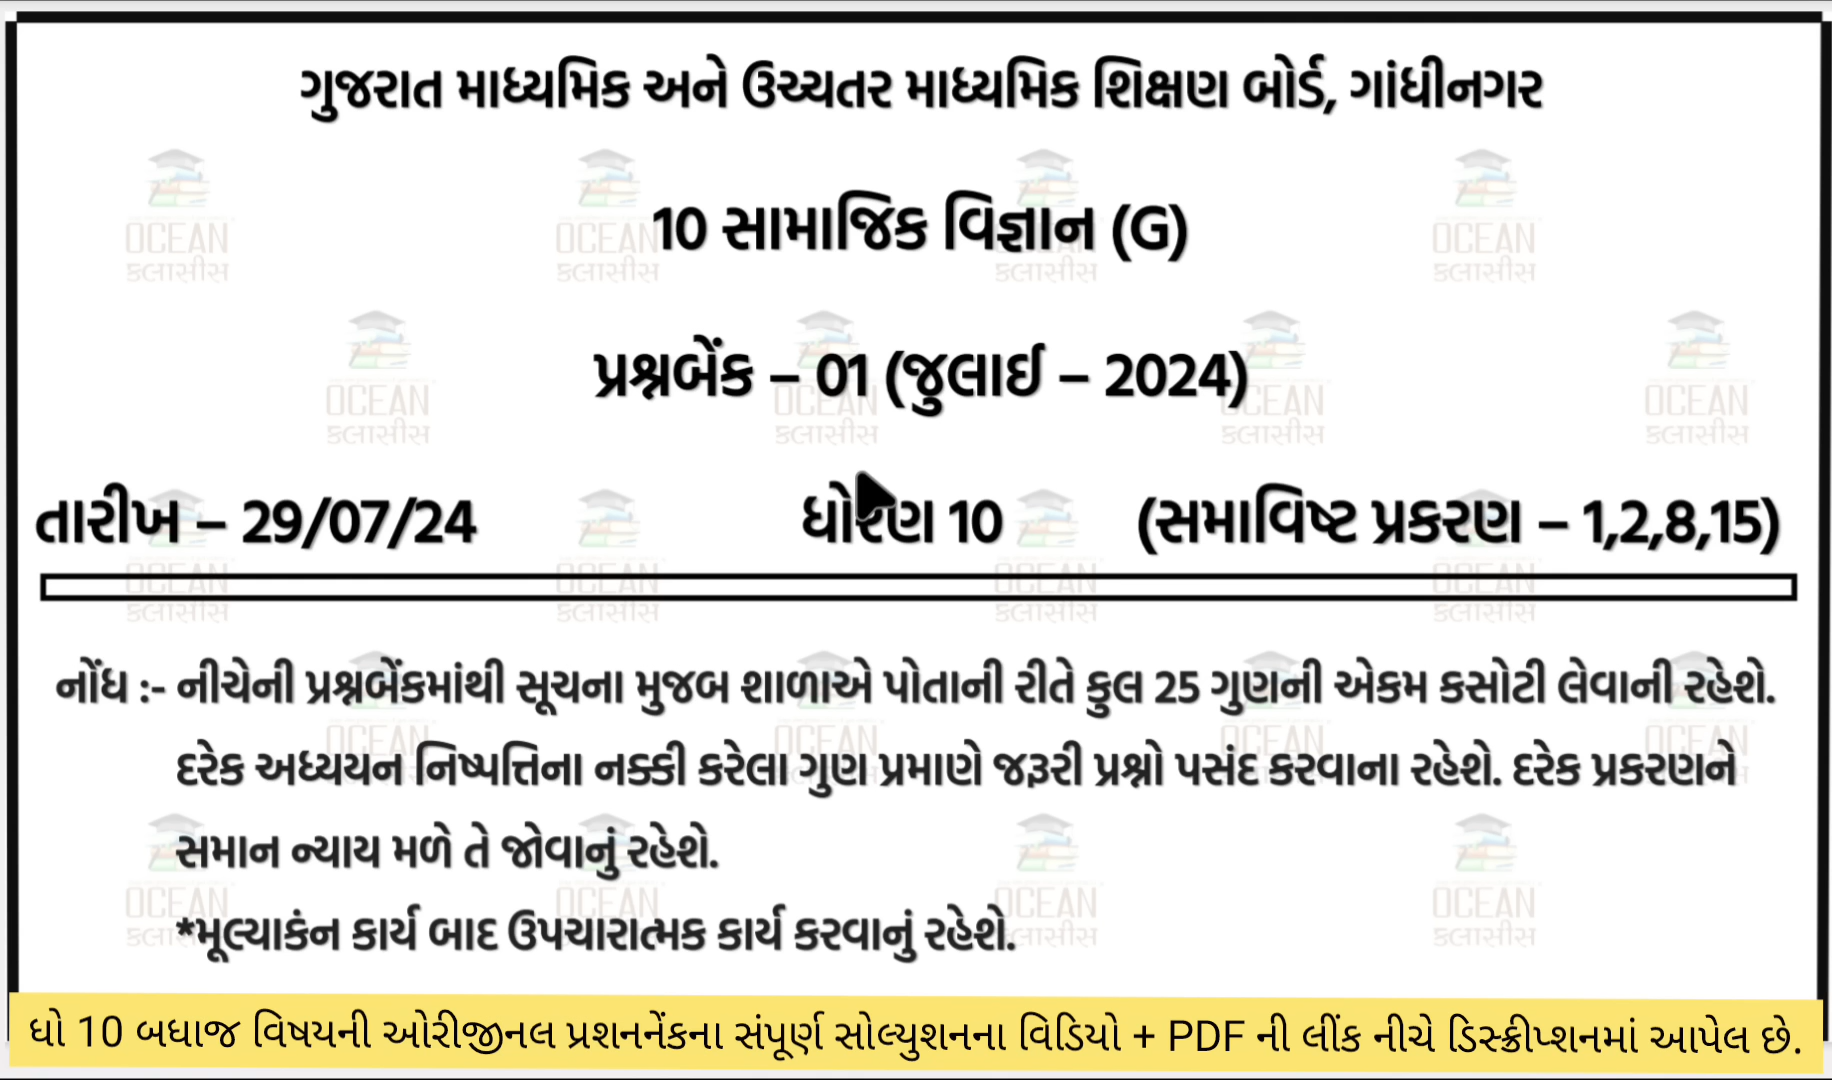 ગુજરાત માધ્યમિક અને ઉચ્ચતર માધ્યમિક શિક્ષણ બોર્ડ, ગાંધીનગર
10 સામાજિક વિજ્ઞાન (G)
પ્રશ્નબેંક – 01 (જુલાઈ – 2024)
તારીખ – 29/07/24 ધોરણ 10 (સમાવિષ્ટ પ્રકરણ – 1,2,8,15)
નોંધ :- નીચેની પ્રશ્નબેંકમાંથી સૂચના મુજબ શાળાએ પોતાની રીતે કુલ 25 ગુણની એકમ કસોટી લેવાની રહેશે.
દરેક અધ્યયન નિષ્પત્તિના નક્કી કરેલા ગુણ પ્રમાણે જરૂરી પ્રશ્નો પસંદ કરવાના રહેશે. દરેક પ્રકરણને
સમાન ન્યાય મળે તે જોવાનું રહેશે.
*મૂલ્યાકંન કાર્ય બાદ ઉપચારાત્મક કાર્ય કરવાનું રહેશે.
ધો 10 બધાજ વિષયની ઓરીજીનલ પ્રશનનેંકના સંપૂર્ણ સોલ્યુશનના વિડિયો + PDF ની લીંક નીચે ડિસ્ક્રીપ્શનમાં આપેલ છે.
OCEAN
કલાસીસ